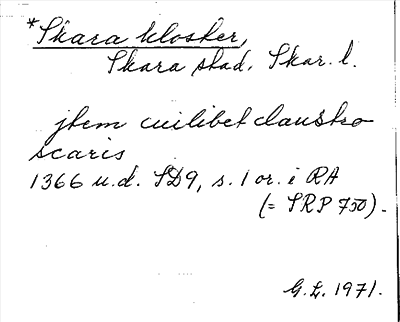 *Skara kloster,
Skara stad. Skar. l.
jtem cuilibet claustro
scaris
1366 u.d. SD9, s. 1 or. i RA
(= SRP 750).
G.L. 1971.